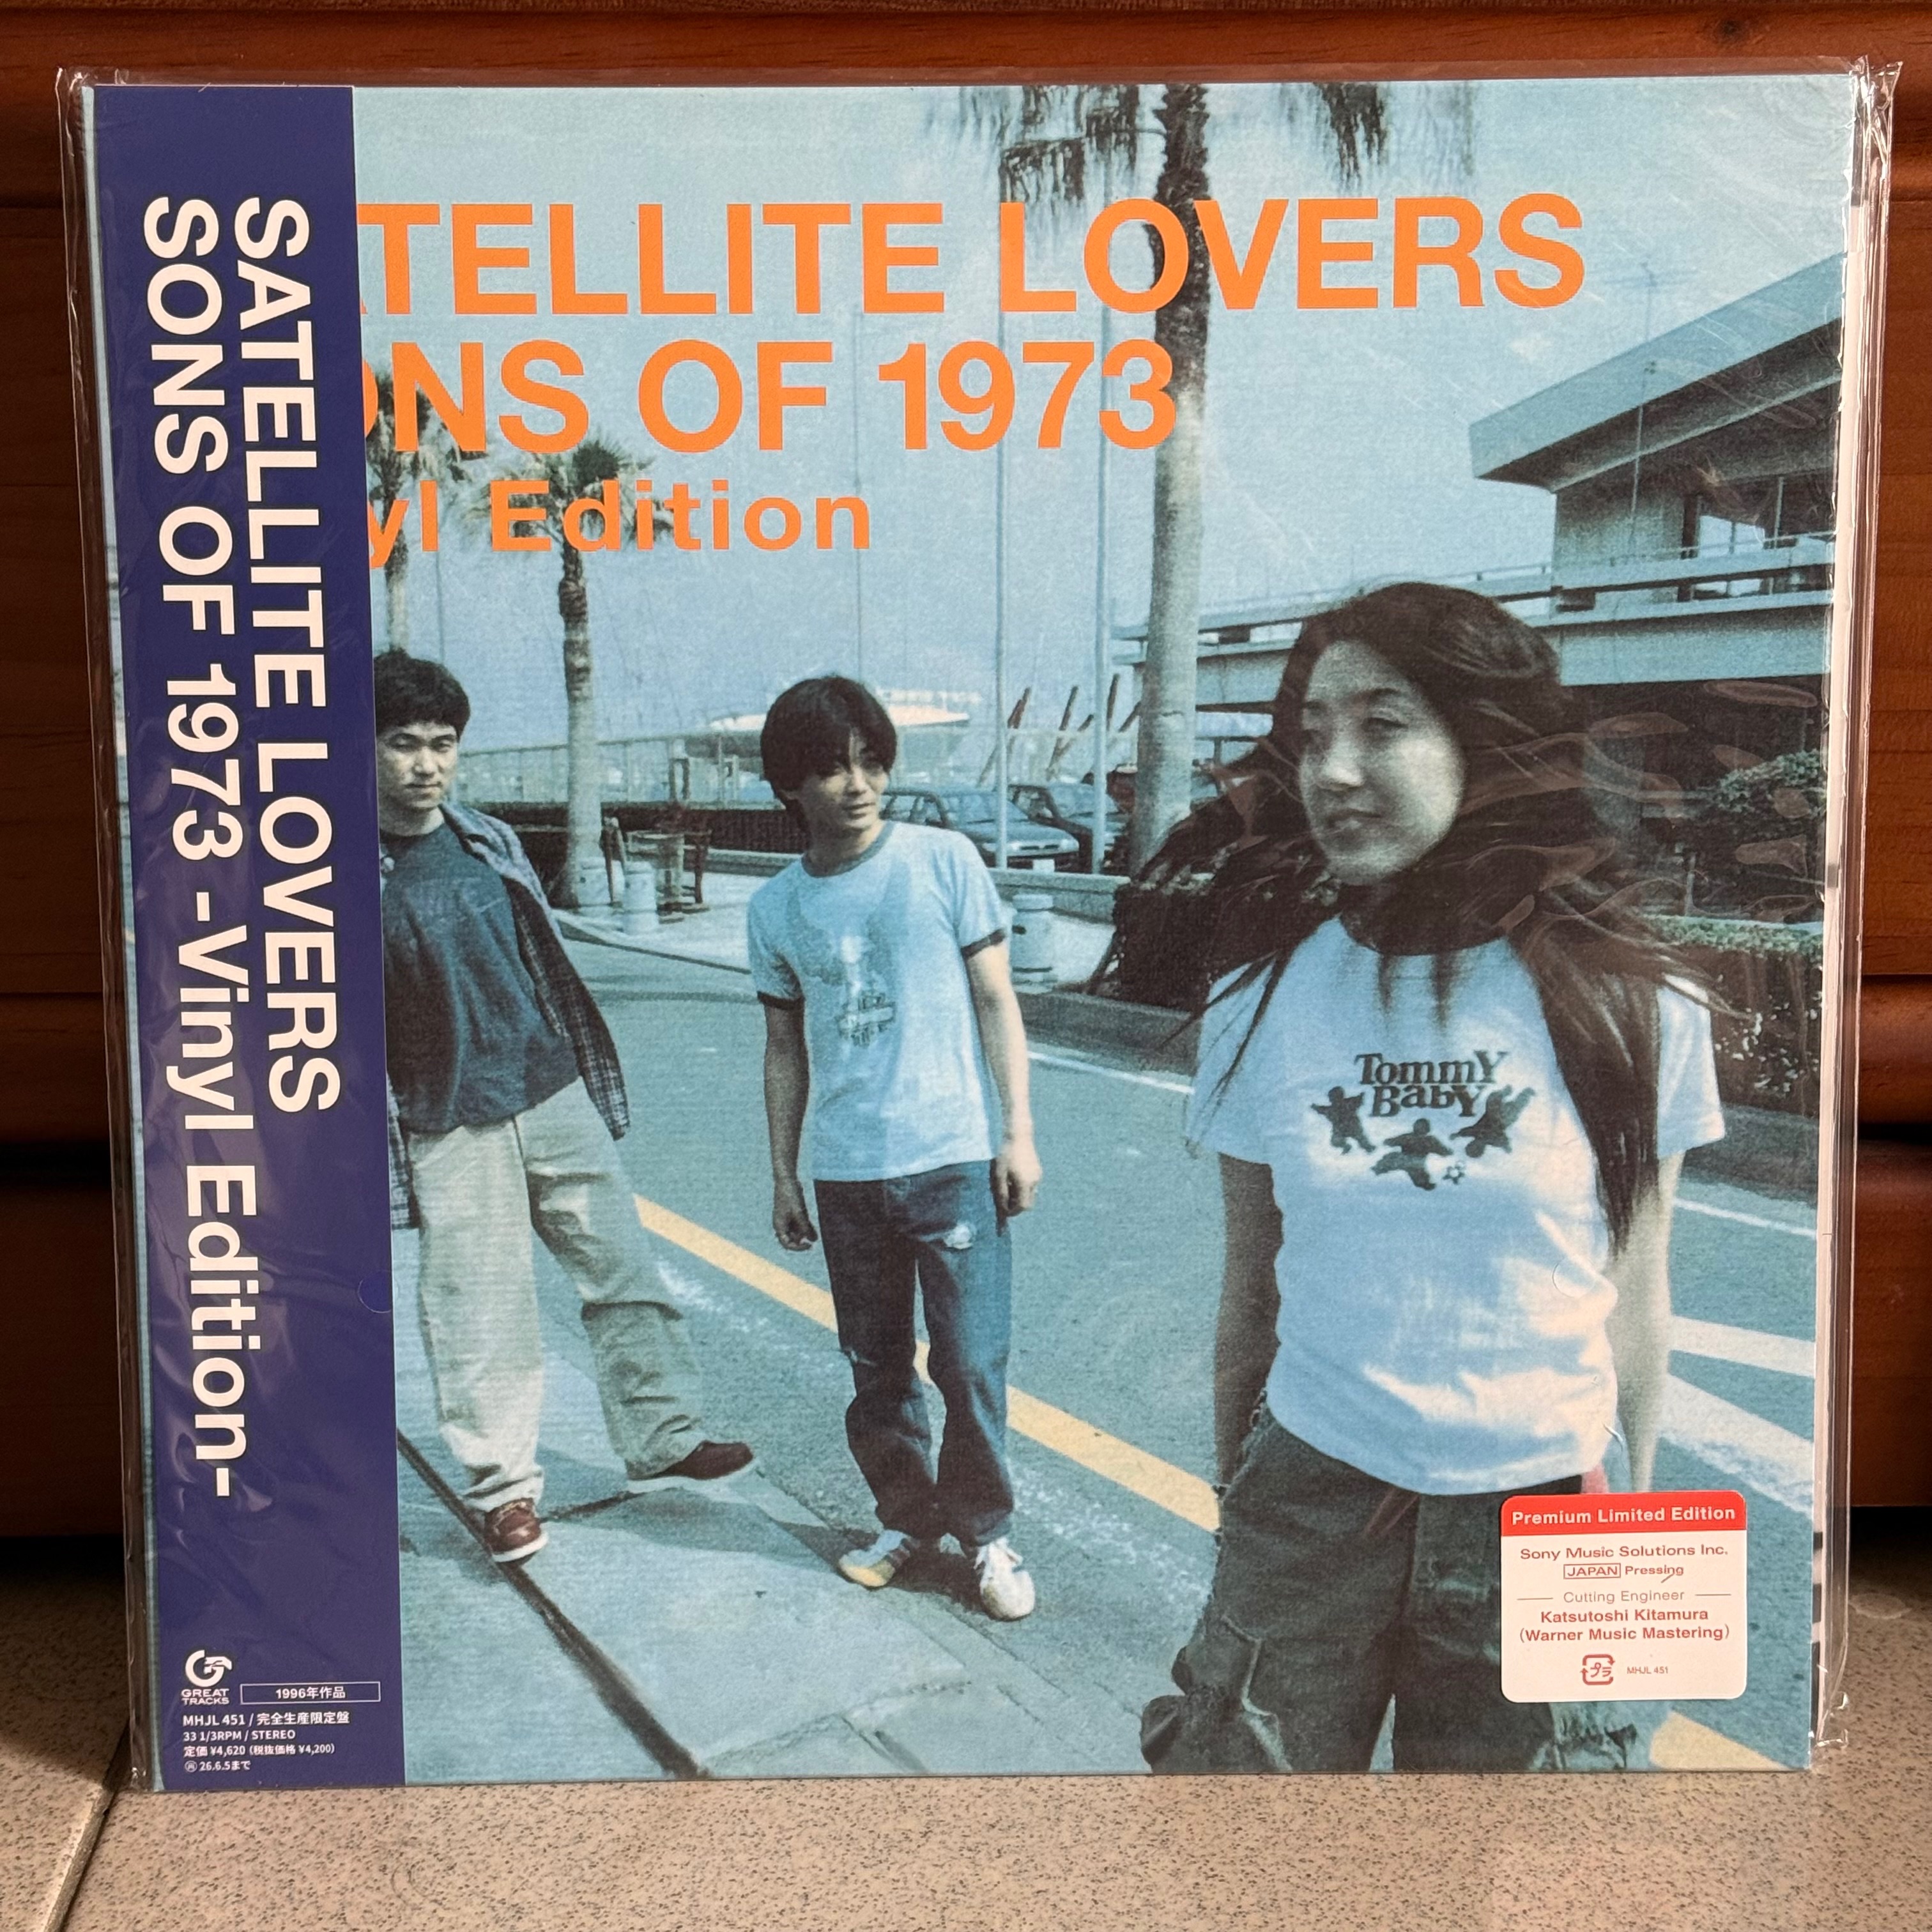 SATELLITE LOVERS
SONS OF 1973 -Vinyl Edition-
GREAT
TRACKS
1996年作品
MHJL 451 / 完全生産限定盤
33 1/3RPM / STEREO
定価 ¥4,620 (税抜価格 ¥4,200)
26.6.5まで
ATELLITE LOVERS
ONS OF 1973
yl Edition
Tommy
Baby
Premium Limited Edition
Sony Music Solutions Inc.
JAPAN Pressing
Cutting Engineer
Katsutoshi Kitamura
(Warner Music Mastering)
プラ
MHJL 451